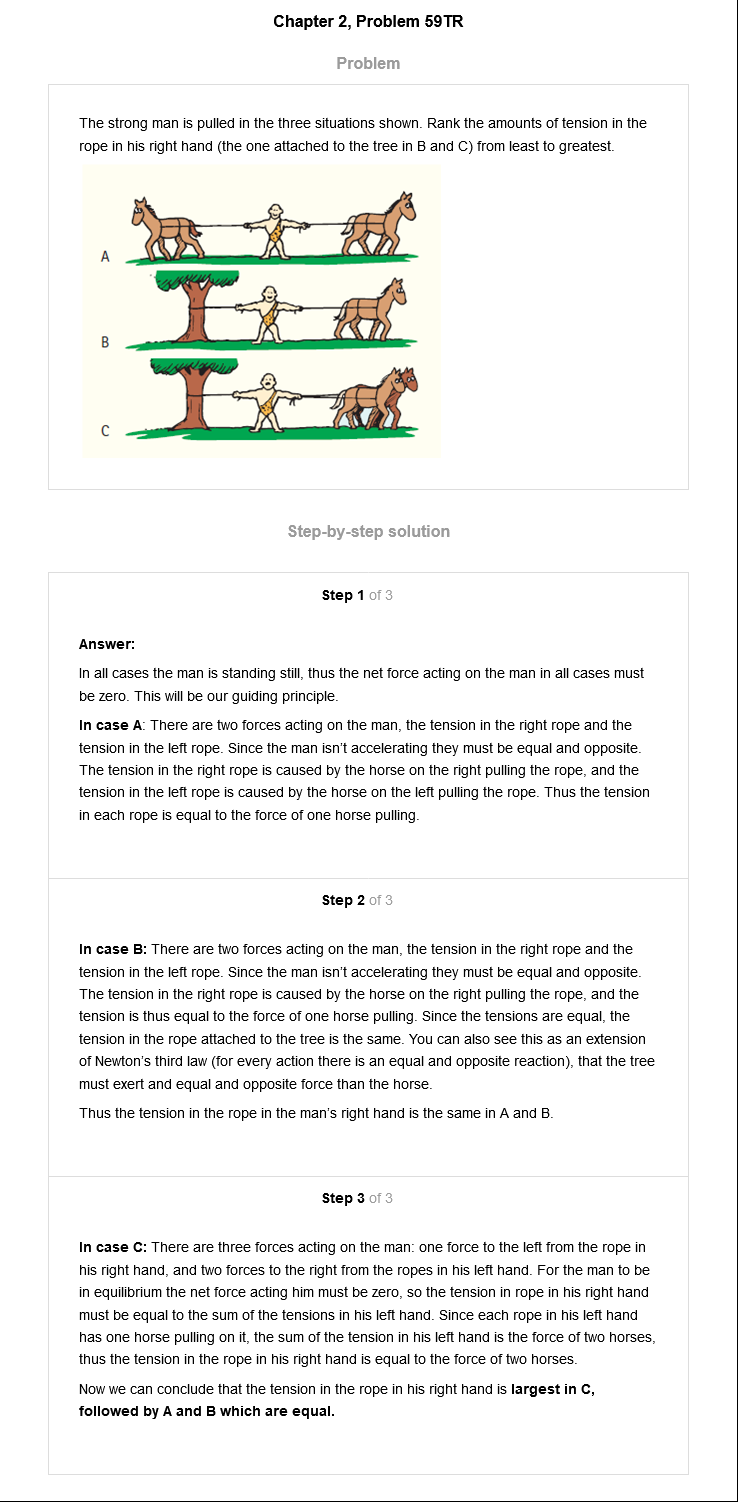 Chapter 2, Problem 59TR
Problem
The strong man is pulled in the three situations shown. Rank the amounts of tension in the
rope in his right hand (the one attached to the tree in B and C) from least to greatest.
A
B
C
Step-by-step solution
Step 1 of 3
Answer:
In all cases the man is standing still, thus the net force acting on the man in all cases must
be zero. This will be our guiding principle.
In case A: There are two forces acting on the man, the tension in the right rope and the
tension in the left rope. Since the man isn't accelerating they must be equal and opposite.
The tension in the right rope is caused by the horse on the right pulling the rope, and the
tension in the left rope is caused by the horse on the left pulling the rope. Thus the tension
in each rope is equal to the force of one horse pulling.
Step 2 of 3
In case B: There are two forces acting on the man, the tension in the right rope and the
tension in the left rope. Since the man isn't accelerating they must be equal and opposite.
The tension in the right rope is caused by the horse on the right pulling the rope, and the
tension is thus equal to the force of one horse pulling. Since the tensions are equal, the
tension in the rope attached to the tree is the same. You can also see this as an extension
of Newton's third law (for every action there is an equal and opposite reaction), that the tree
must exert and equal and opposite force than the horse.
Thus the tension in the rope in the man's right hand is the same in A and B.
Step 3 of 3
In case C: There are three forces acting on the man: one force to the left from the rope in
his right hand, and two forces to the right from the ropes in his left hand. For the man to be
in equilibrium the net force acting him must be zero, so the tension in rope in his right hand
must be equal to the sum of the tensions in his left hand. Since each rope in his left hand
has one horse pulling on it, the sum of the tension in his left hand is the force of two horses,
thus the tension in the rope in his right hand is equal to the force of two horses.
Now we can conclude that the tension in the rope in his right hand is largest in C,
followed by A and B which are equal.